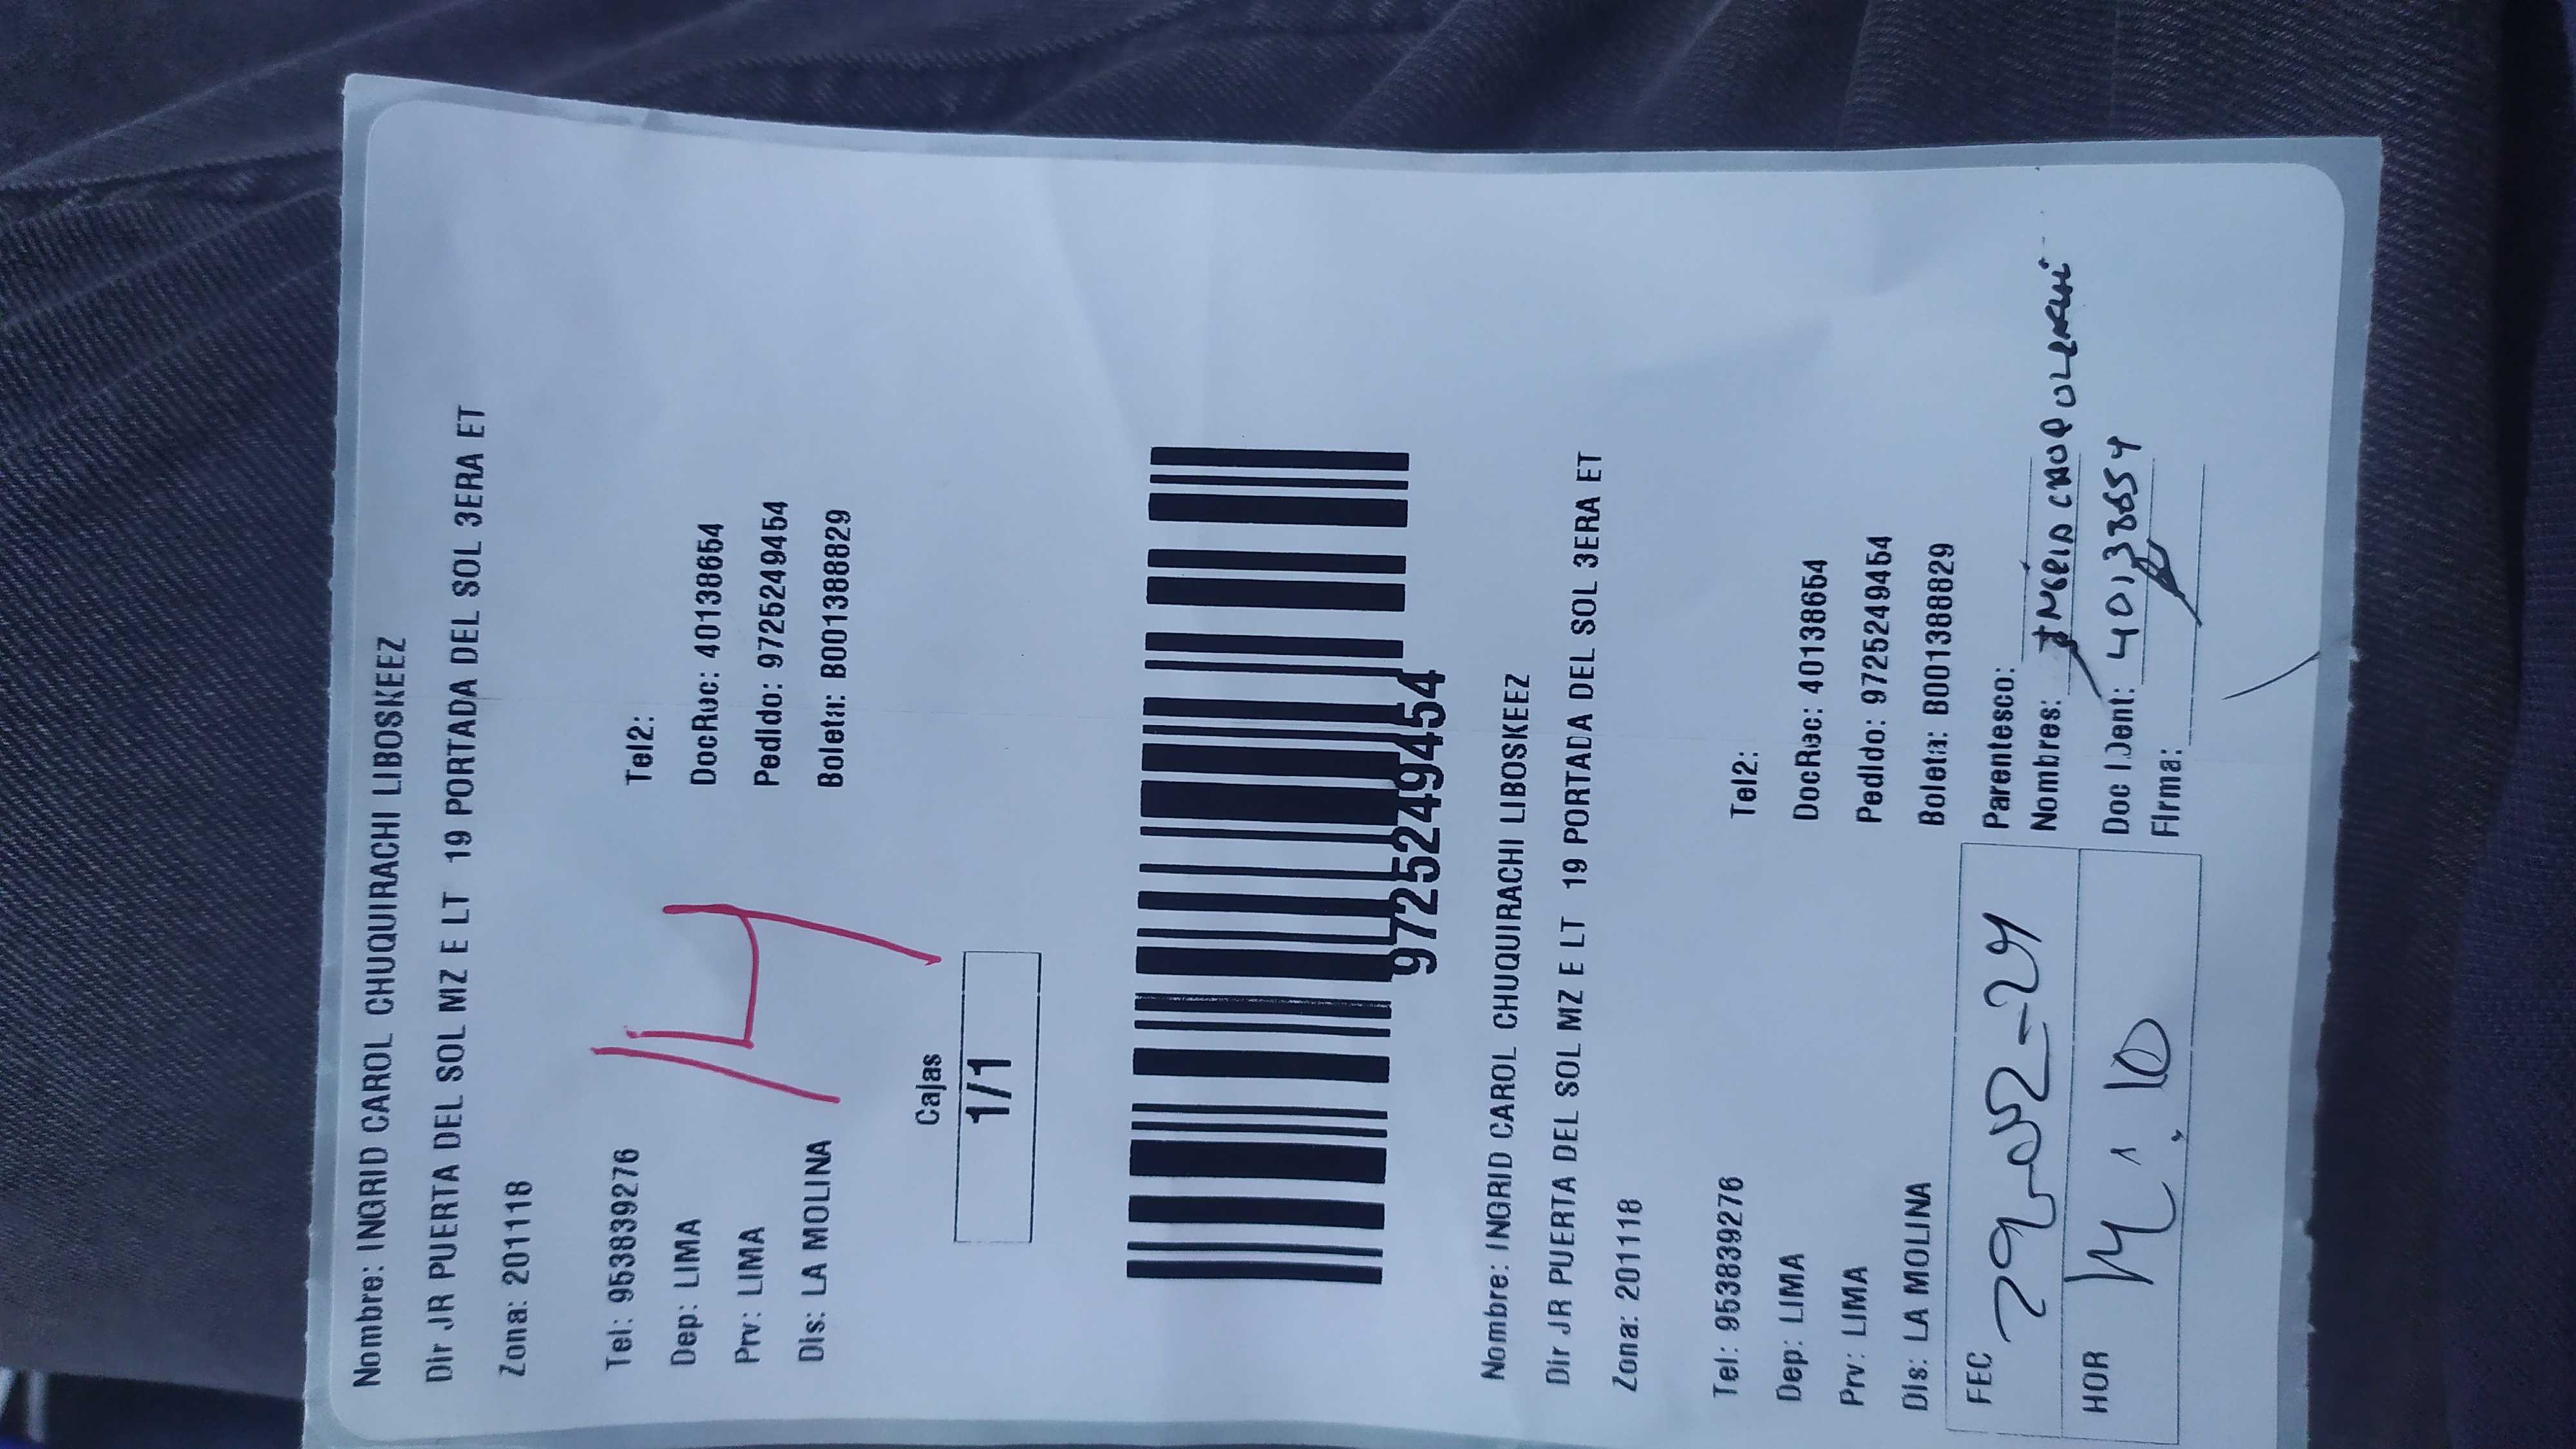 Nombre: INGRID CAROL CHUQUIRACHI LIBOSKEEZ
Dir JR PUERTA DEL SOL MZ E LT 19 PORTADA DEL SOL 3ERA ET
Zona: 201118
Tel: 953839276 Tel2:
Dep: LIMA DocRec: 40138654
Prv: LIMA Pedido: 9725249454
Dis: LA MOLINA Boleta: B001388829
14
Cajas
1/1
9725249454
Nombre: INGRID CAROL CHUQUIRACHI LIBOSKEEZ
Dir JR PUERTA DEL SOL MZ E LT 19 PORTADA DEL SOL 3ERA ET
Zona: 201118
Tel: 953839276 Tel2:
Dep: LIMA DocRec: 40138654
Prv: LIMA Pedido: 9725249454
Dis: LA MOLINA Boleta: B001388829
FEC 29-02-24 Parentesco:
Nombres: INGRID
HOR Doc I.Dent: 40138654
Firma: